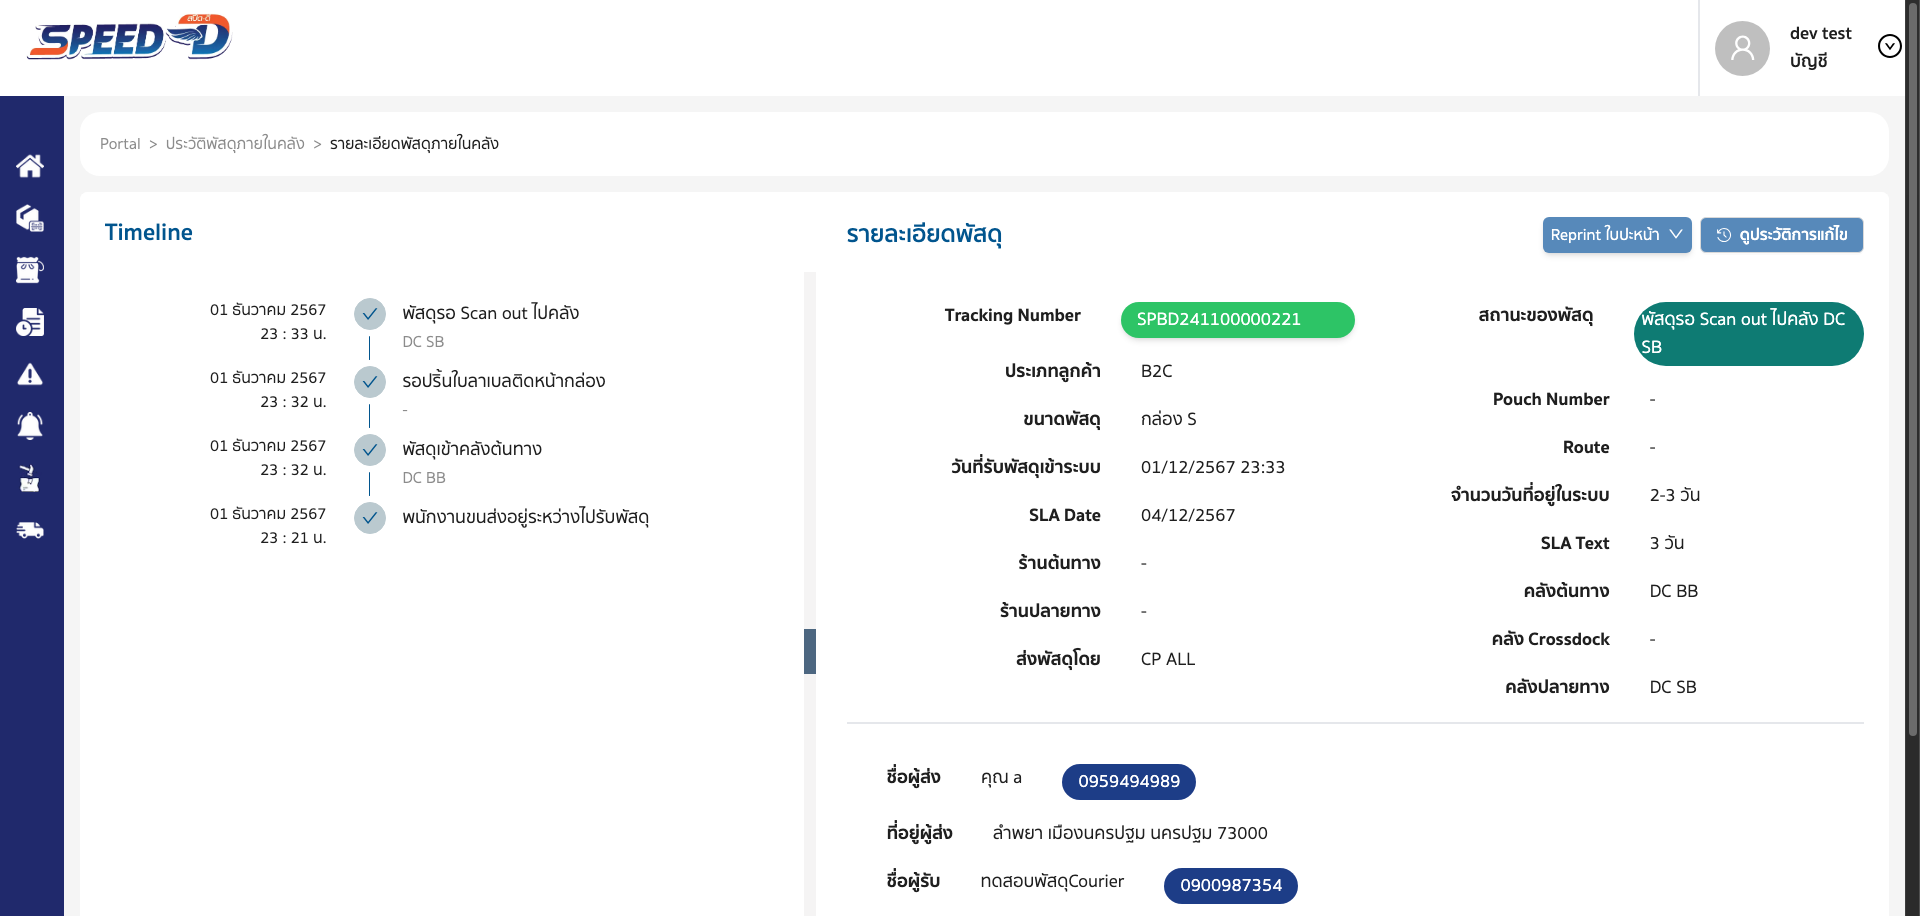 SPEED-D
สปีด-ดี
dev test
บัญชี
Portal > ประวัติพัสดุภายในคลัง > รายละเอียดพัสดุภายในคลัง
Timeline
01 ธันวาคม 2567
23 : 33 น.
พัสดุรอ Scan out ไปคลัง
DC SB
01 ธันวาคม 2567
23 : 32 น.
รอปริ้นใบลาเบลติดหน้ากล่อง
-
01 ธันวาคม 2567
23 : 32 น.
พัสดุเข้าคลังต้นทาง
DC BB
01 ธันวาคม 2567
23 : 21 น.
พนักงานขนส่งอยู่ระหว่างไปรับพัสดุ
รายละเอียดพัสดุ
Reprint ใบปะหน้า
ดูประวัติการแก้ไข
Tracking Number SPBD241100000221
ประเภทลูกค้า B2C
ขนาดพัสดุ กล่อง S
วันที่รับพัสดุเข้าระบบ 01/12/2567 23:33
SLA Date 04/12/2567
ร้านต้นทาง -
ร้านปลายทาง -
ส่งพัสดุโดย CP ALL
สถานะของพัสดุ พัสดุรอ Scan out ไปคลัง DC
SB
Pouch Number -
Route -
จำนวนวันที่อยู่ในระบบ 2-3 วัน
SLA Text 3 วัน
คลังต้นทาง DC BB
คลัง Crossdock -
คลังปลายทาง DC SB
ชื่อผู้ส่ง คุณ a 0959494989
ที่อยู่ผู้ส่ง ลำพยา เมืองนครปฐม นครปฐม 73000
ชื่อผู้รับ ทดสอบพัสดุCourier 0900987354